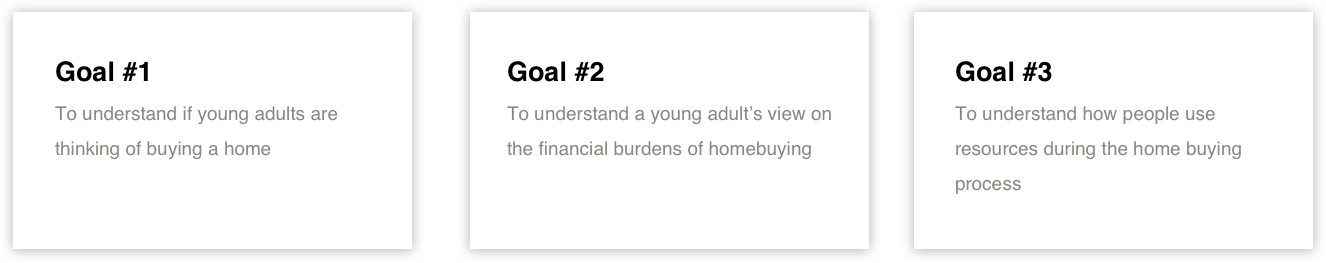 Goal #1
To understand if young adults are
thinking of buying a home
Goal #2
To understand a young adult’s view on
the financial burdens of homebuying
Goal #3
To understand how people use
resources during the home buying
process